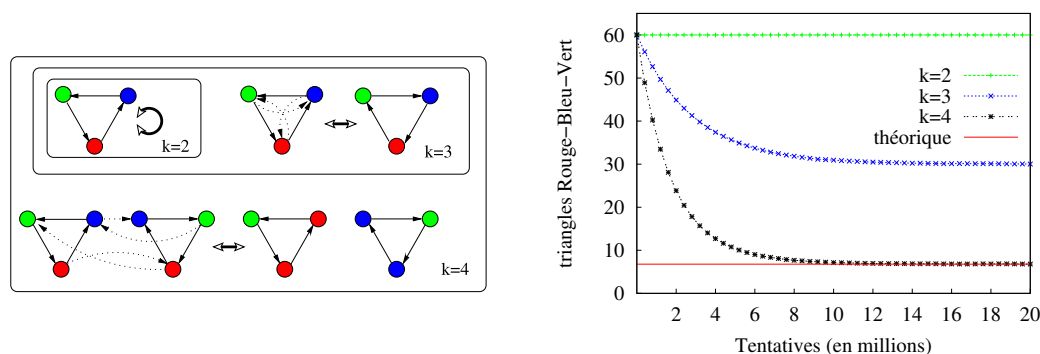 k=2
k=3
k=4
triangles Rouge−Bleu−Vert
60
50
40
30
20
10
0
2 4 6 8 10 12 14 16 18 20
Tentatives (en millions)
k=2
k=3
k=4
théorique